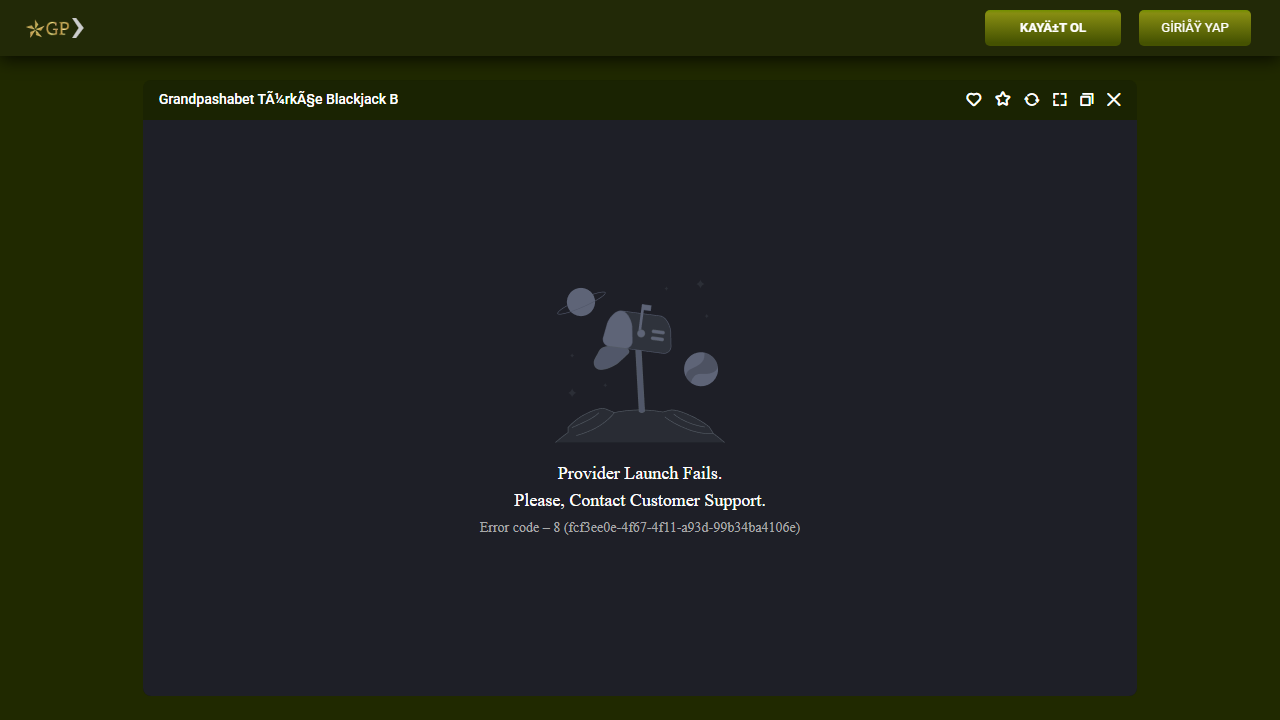 GP
KAYÄ±T OL
GİRİÅŸ YAP
Grandpashabet TÃ¼rkÃ§e Blackjack B
Provider Launch Fails.
Please, Contact Customer Support.
Error code – 8 (fcf3ee0e-4f67-4f11-a93d-99b34ba4106e)